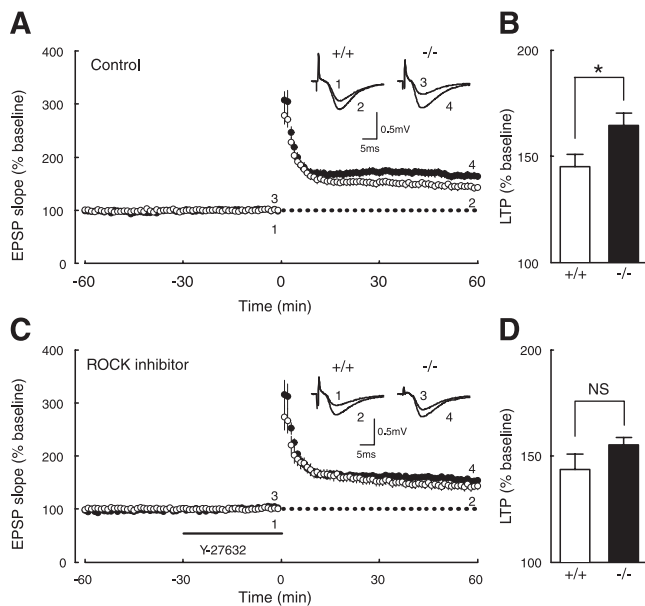 A
Control
EPSP slope (% baseline)
400
300
200
100
0
-60
-30
0
30
60
Time (min)
+/+
-/-
1
2
3
4
0.5mV
5ms
3
1
4
2
B
LTP (% baseline)
200
150
100
*
+/+
-/-
C
ROCK inhibitor
EPSP slope (% baseline)
400
300
200
100
0
-60
-30
0
30
60
Time (min)
Y-27632
+/+
-/-
1
2
3
4
0.5mV
5ms
3
1
4
2
D
LTP (% baseline)
200
150
100
NS
+/+
-/-